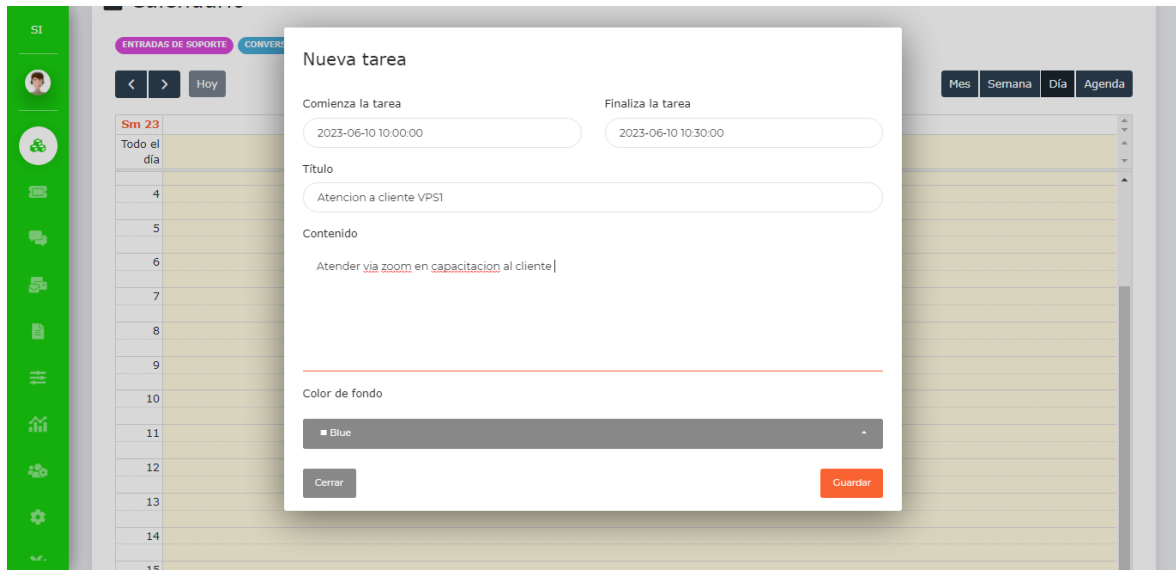 SI
ENTRADAS DE SOPORTE CONVERS
Hoy
Mes Semana Día Agenda
Sm 23
Todo el
día
4
5
6
7
8
9
10
11
12
13
14
15
Nueva tarea
Comienza la tarea Finaliza la tarea
2023-06-10 10:00:00 2023-06-10 10:30:00
Título
Atencion a cliente VPS1
Contenido
Atender via zoom en capacitacion al cliente
Color de fondo
Blue
Cerrar Guardar